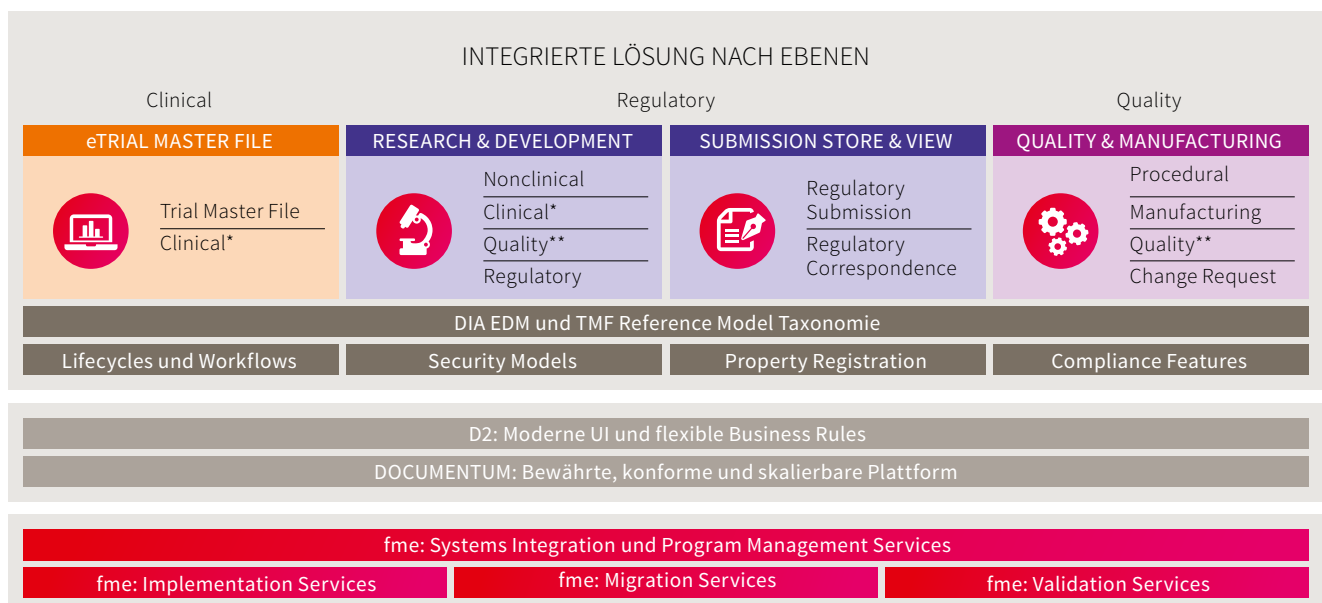 INTEGRIERTE LÖSUNG NACH EBENEN
Clinical
Regulatory
Quality
eTRIAL MASTER FILE
Trial Master File
Clinical*
RESEARCH & DEVELOPMENT
Nonclinical
Clinical*
Quality**
Regulatory
SUBMISSION STORE & VIEW
Regulatory
Submission
Regulatory
Correspondence
QUALITY & MANUFACTURING
Procedural
Manufacturing
Quality**
Change Request
DIA EDM und TMF Reference Model Taxonomie
Lifecycles und Workflows
Security Models
Property Registration
Compliance Features
D2: Moderne UI und flexible Business Rules
DOCUMENTUM: Bewährte, konforme und skalierbare Plattform
fme: Systems Integration und Program Management Services
fme: Implementation Services
fme: Migration Services
fme: Validation Services